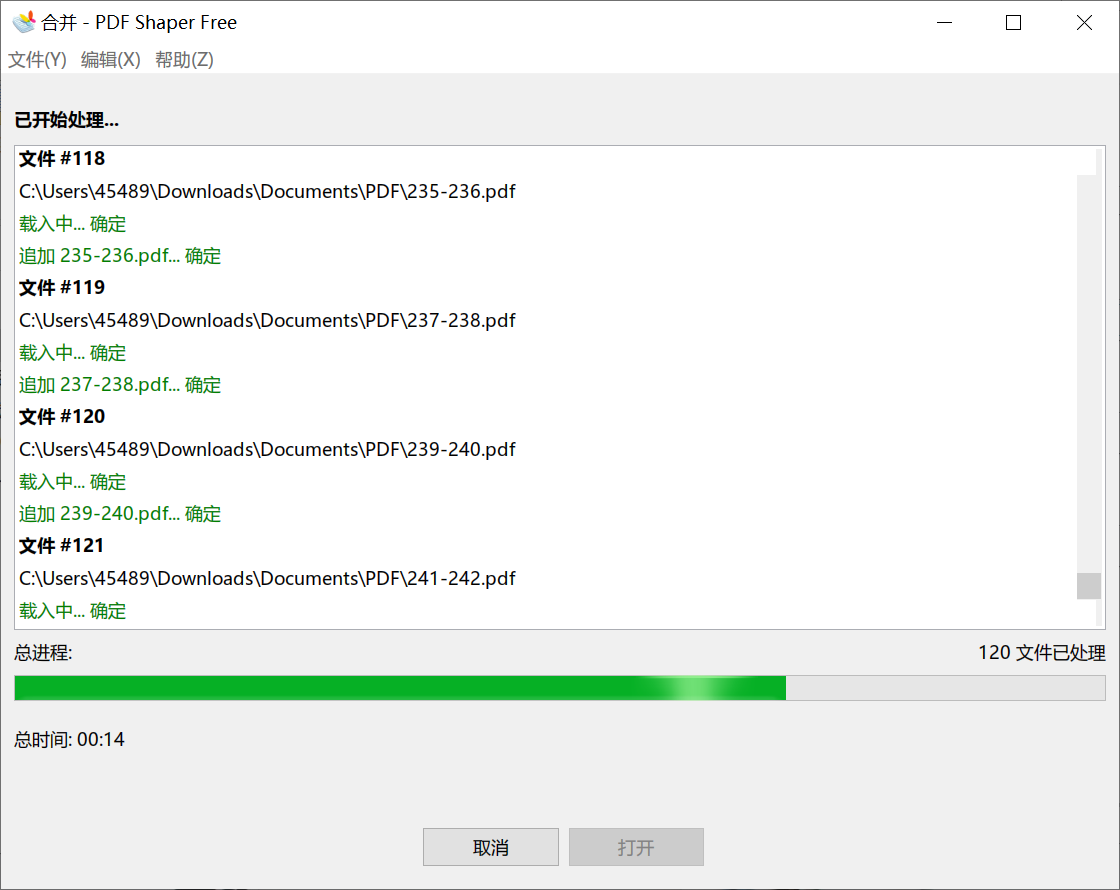 合并 - PDF Shaper Free
文件(Y) 编辑(X) 帮助(Z)
已开始处理...
文件 #118
C:\Users\45489\Downloads\Documents\PDF\235-236.pdf
载入中... 确定
追加 235-236.pdf... 确定
文件 #119
C:\Users\45489\Downloads\Documents\PDF\237-238.pdf
载入中... 确定
追加 237-238.pdf... 确定
文件 #120
C:\Users\45489\Downloads\Documents\PDF\239-240.pdf
载入中... 确定
追加 239-240.pdf... 确定
文件 #121
C:\Users\45489\Downloads\Documents\PDF\241-242.pdf
载入中... 确定
总进程: 120 文件已处理
总时间: 00:14
取消 打开